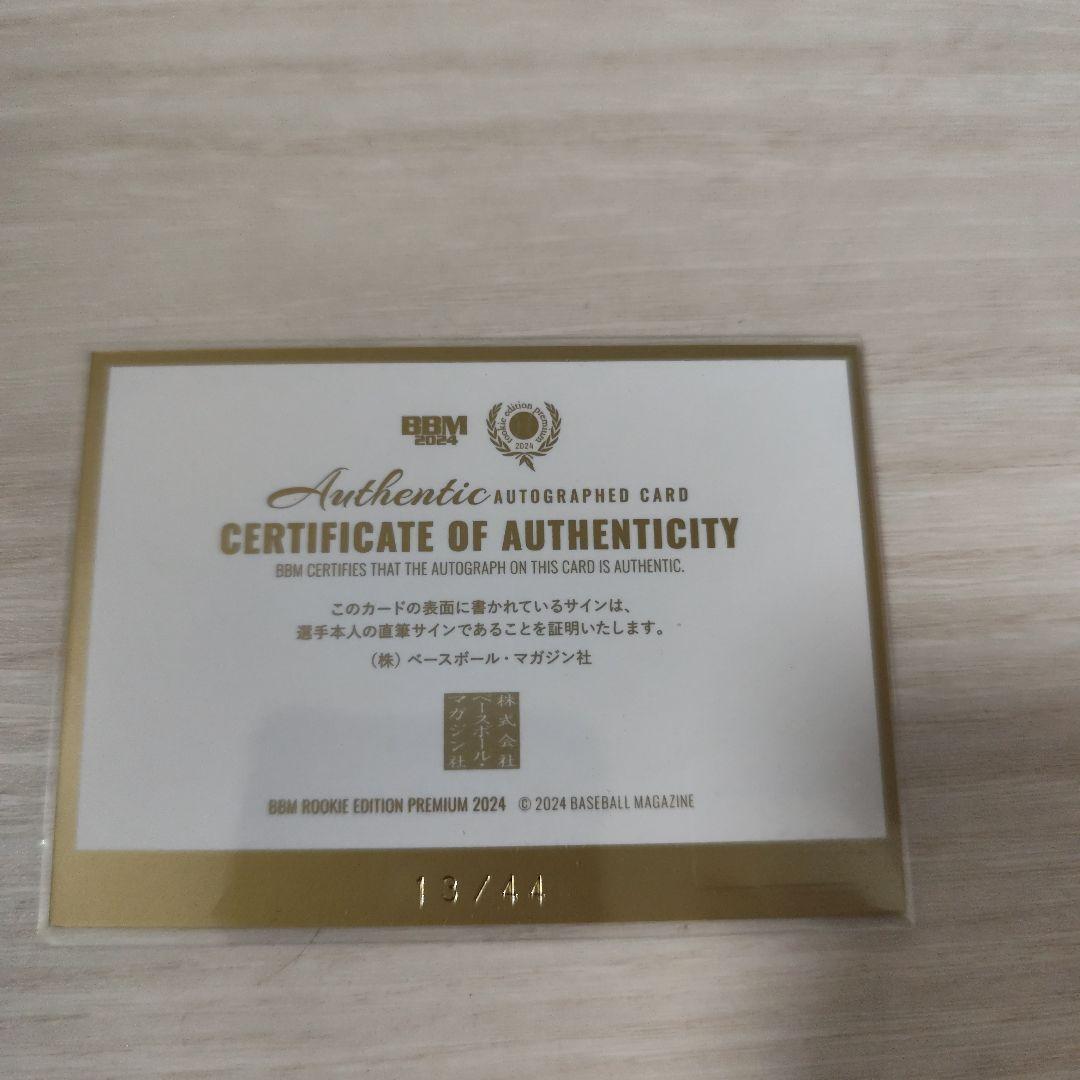 BBM
2024
rookie edition premium
2024
Authentic AUTOGRAPHED CARD
CERTIFICATE OF AUTHENTICITY
BBM CERTIFIES THAT THE AUTOGRAPH ON THIS CARD IS AUTHENTIC.
このカードの表面に書かれているサインは、
選手本人の直筆サインであることを証明いたします。
(株) ベースボール・マガジン社
株式会社
ベースボール・
マガジン社
BBM ROOKIE EDITION PREMIUM 2024 © 2024 BASEBALL MAGAZINE
13/44